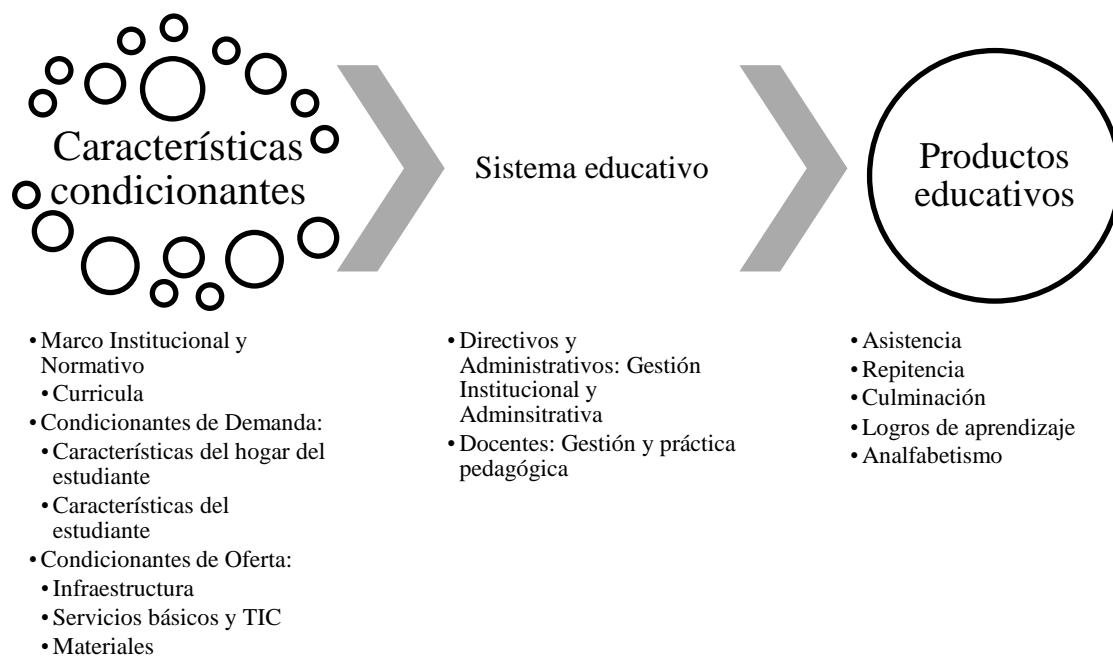 Característísticas
condicionantes
Sistema educativo
Productos
educativos
• Marco Institucional y
Normativo
• Curricula
• Condicionantes de Demanda:
• Características del hogar del
estudiante
• Características del
estudiante
• Condicionantes de Oferta:
• Infraestructura
• Servicios básicos y TIC
• Materiales
• Directivos y
Administrativos: Gestión
Institucional y
Adminsitrativa
• Docentes: Gestión y práctica
pedagógica
• Asistencia
• Repitencia
• Culminación
• Logros de aprendizaje
• Analfabetismo